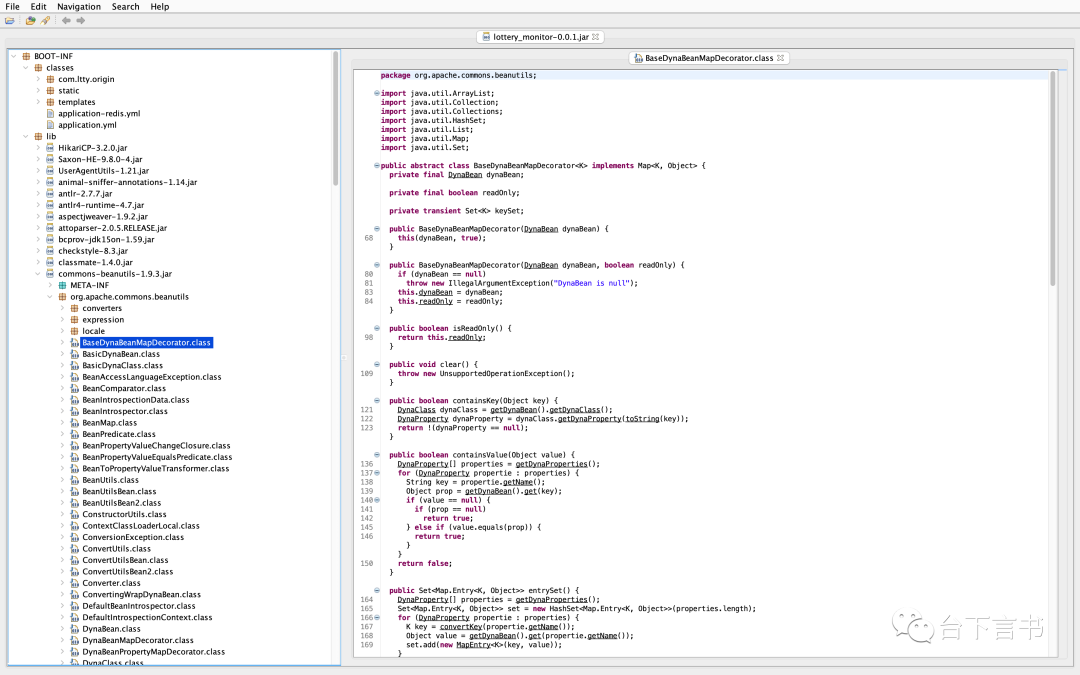 File Edit Navigation Search Help
lottery_monitor-0.0.1.jar
BOOT-INF
classes
com.ltty.origin
static
templates
application-redis.yml
application.yml
lib
HikariCP-3.2.0.jar
Saxon-HE-9.8.0-4.jar
UserAgentUtils-1.21.jar
animal-sniffer-annotations-1.14.jar
antlr-2.7.7.jar
antlr4-runtime-4.7.jar
aspectjweaver-1.9.2.jar
attoparser-2.0.5.RELEASE.jar
bcprov-jdk15on-1.59.jar
checkstyle-8.3.jar
classmate-1.4.0.jar
commons-beanutils-1.9.3.jar
META-INF
org.apache.commons.beanutils
converters
expression
locale
BaseDynaBeanMapDecorator.class
BasicDynaBean.class
BasicDynaClass.class
BeanAccessLanguageException.class
BeanComparator.class
BeanIntrospectionData.class
BeanIntrospector.class
BeanMap.class
BeanPredicate.class
BeanPropertyValueChangeClosure.class
BeanPropertyValueEqualsPredicate.class
BeanToPropertyValueTransformer.class
BeanUtils.class
BeanUtilsBean.class
BeanUtilsBean2.class
ConstructorUtils.class
ContextClassLoaderLocal.class
ConversionException.class
ConvertUtils.class
ConvertUtilsBean.class
ConvertUtilsBean2.class
Converter.class
ConvertingWrapDynaBean.class
DefaultBeanIntrospector.class
DefaultIntrospectionContext.class
DynaBean.class
DynaBeanMapDecorator.class
DynaBeanPropertyMapDecorator.class
DynaClass.class
BaseDynaBeanMapDecorator.class
package org.apache.commons.beanutils;
import java.util.ArrayList;
import java.util.Collection;
import java.util.Collections;
import java.util.HashSet;
import java.util.List;
import java.util.Map;
import java.util.Set;
public abstract class BaseDynaBeanMapDecorator<K> implements Map<K, Object> {
private final DynaBean dynaBean;
private final boolean readOnly;
private transient Set<K> keySet;
public BaseDynaBeanMapDecorator(DynaBean dynaBean) {
68 this(dynaBean, true);
}
public BaseDynaBeanMapDecorator(DynaBean dynaBean, boolean readOnly) {
80 if (dynaBean == null)
81 throw new IllegalArgumentException("DynaBean is null");
83 this.dynaBean = dynaBean;
84 this.readOnly = readOnly;
}
public boolean isReadOnly() {
98 return this.readOnly;
}
public void clear() {
109 throw new UnsupportedOperationException();
}
public boolean containsKey(Object key) {
121 DynaClass dynaClass = getDynaBean().getDynaClass();
122 DynaProperty dynaProperty = dynaClass.getDynaProperty(toString(key));
123 return !(dynaProperty == null);
}
public boolean containsValue(Object value) {
136 DynaProperty[] properties = getDynaProperties();
137 for (DynaProperty propertie : properties) {
138 String key = propertie.getName();
139 Object prop = getDynaBean().get(key);
140 if (value == null) {
141 if (prop == null)
142 return true;
145 } else if (value.equals(prop)) {
146 return true;
}
}
150 return false;
}
public Set<Map.Entry<K, Object>> entrySet() {
164 DynaProperty[] properties = getDynaProperties();
165 Set<Map.Entry<K, Object>> set = new HashSet<Map.Entry<K, Object>>(properties.length);
166 for (DynaProperty propertie : properties) {
167 K key = convertKey(propertie.getName());
168 Object value = getDynaBean().get(propertie.getName());
169 set.add(new MapEntry<K>(key, value));
}
台下言书